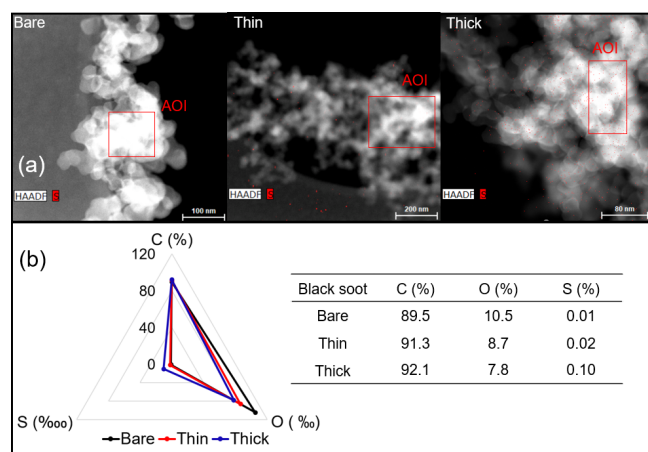 Bare
Thin
Thick
AOI
AOI
AOI
(a)
HAADF S
100 nm
HAADF S
200 nm
HAADF S
80 nm
(b)
C (%)
120
80
40
0
S (‱)
O (‰)
Bare Thin Thick
Black soot C (%) O (%) S (%)
Bare 89.5 10.5 0.01
Thin 91.3 8.7 0.02
Thick 92.1 7.8 0.10